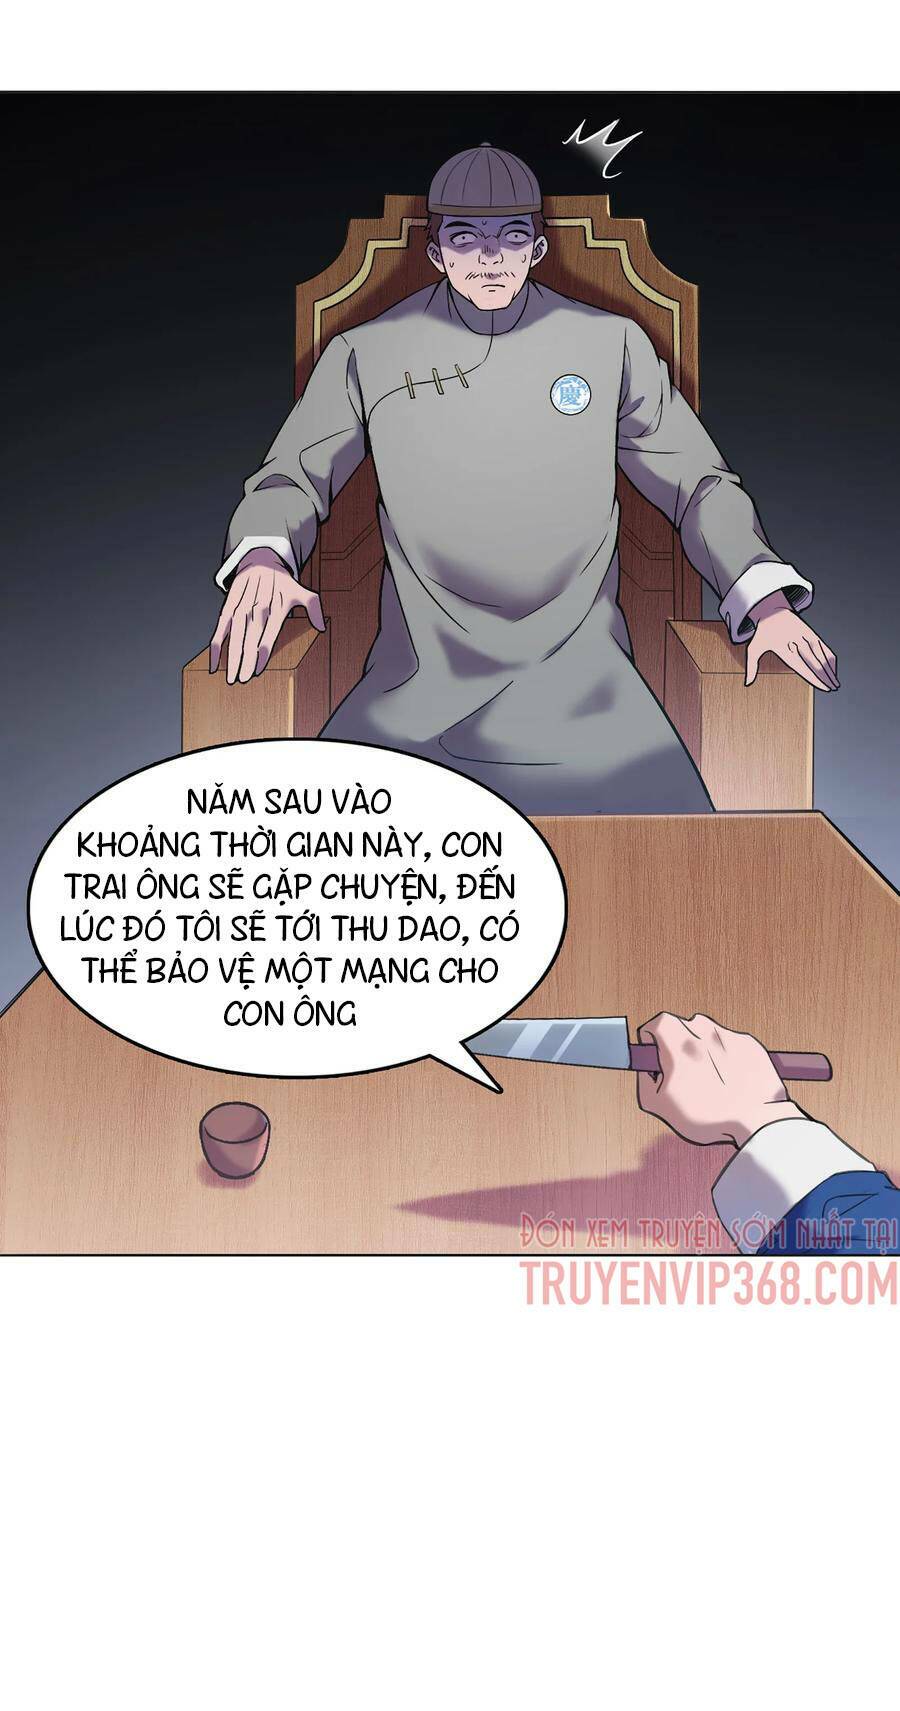 慶
NĂM SAU VÀO
KHOẢNG THỜI GIAN NÀY, CON
TRAI ÔNG SẼ GẶP CHUYỆN, ĐẾN
LÚC ĐÓ TÔI SẼ TỚI THU DAO, CÓ
THỂ BẢO VỆ MỘT MẠNG CHO
CON ÔNG
ĐÓN XEM TRUYỆN SỚM NHẤT TẠI
TRUYENVIP368.COM